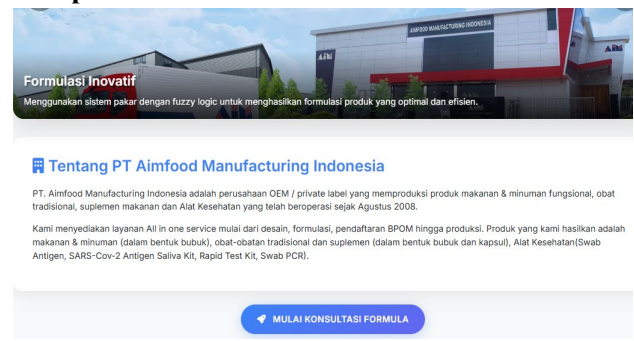 AIMFOOD MANUFACTURING INDONESIA
AIM
AIM
Formulasi Inovatif
Menggunakan sistem pakar dengan fuzzy logic untuk menghasilkan formulasi produk yang optimal dan efisien.
Tentang PT Aimfood Manufacturing Indonesia
PT. Aimfood Manufacturing Indonesia adalah perusahaan OEM / private label yang memproduksi produk makanan & minuman fungsional, obat
tradisional, suplemen makanan dan Alat Kesehatan yang telah beroperasi sejak Agustus 2008.
Kami menyediakan layanan All in one service mulai dari desain, formulasi, pendaftaran BPOM hingga produksi. Produk yang kami hasilkan adalah
makanan & minuman (dalam bentuk bubuk), obat-obatan tradisional dan suplemen (dalam bentuk bubuk dan kapsul), Alat Kesehatan(Swab
Antigen, SARS-Cov-2 Antigen Saliva Kit, Rapid Test Kit, Swab PCR).
MULAI KONSULTASI FORMULA